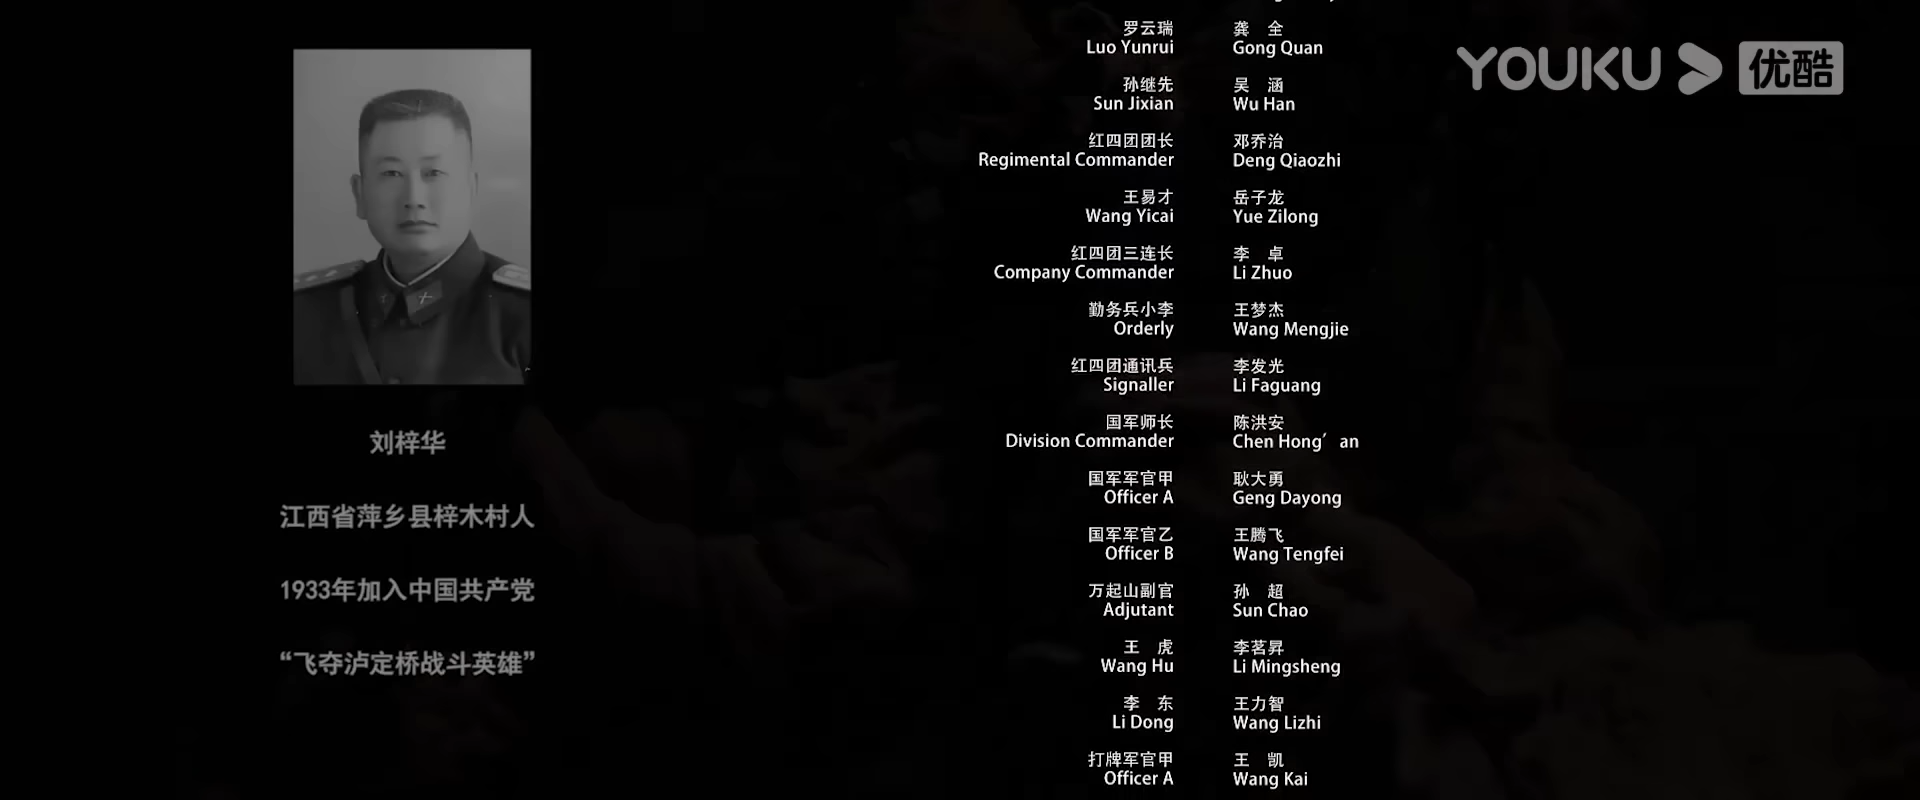 罗云瑞 龚 全
Luo Yunrui Gong Quan
孙继先 吴 涵
Sun Jixian Wu Han
红四团团长 邓乔治
Regimental Commander Deng Qiaozhi
王易才 岳子龙
Wang Yicai Yue Zilong
红四团三连长 李 卓
Company Commander Li Zhuo
勤务兵小李 王梦杰
Orderly Wang Mengjie
红四团通讯兵 李发光
Signaller Li Faguang
国军师长 陈洪安
Division Commander Chen Hong′an
国军军官甲 耿大勇
Officer A Geng Dayong
国军军官乙 王腾飞
Officer B Wang Tengfei
万起山副官 孙 超
Adjutant Sun Chao
王 虎 李茗昇
Wang Hu Li Mingsheng
李 东 王力智
Li Dong Wang Lizhi
打牌军官甲 王 凯
Officer A Wang Kai
刘梓华
江西省萍乡县梓木村人
1933年加入中国共产党
“飞夺泸定桥战斗英雄”
YOUKU 优酷